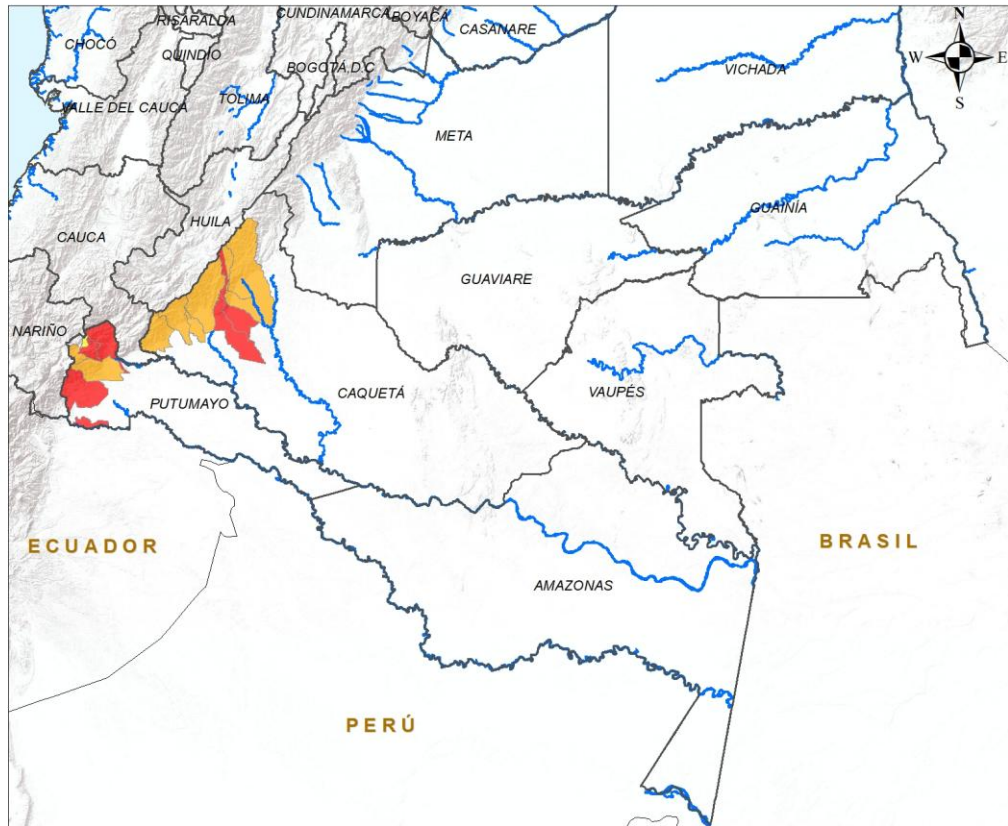 CUNDINAMARCA
BOYACÁ
RISARALDA
CASANARE
N
CHOCÓ
QUINDIO
BOGOTÁ D.C
W
E
VICHADA
TOLIMA
VALLE DEL CAUCA
S
META
GUAINÍA
HUILA
CAUCA
GUAVIARE
NARIÑO
CAQUETÁ
VAUPÉS
PUTUMAYO
ECUADOR
BRASIL
AMAZONAS
PERÚ